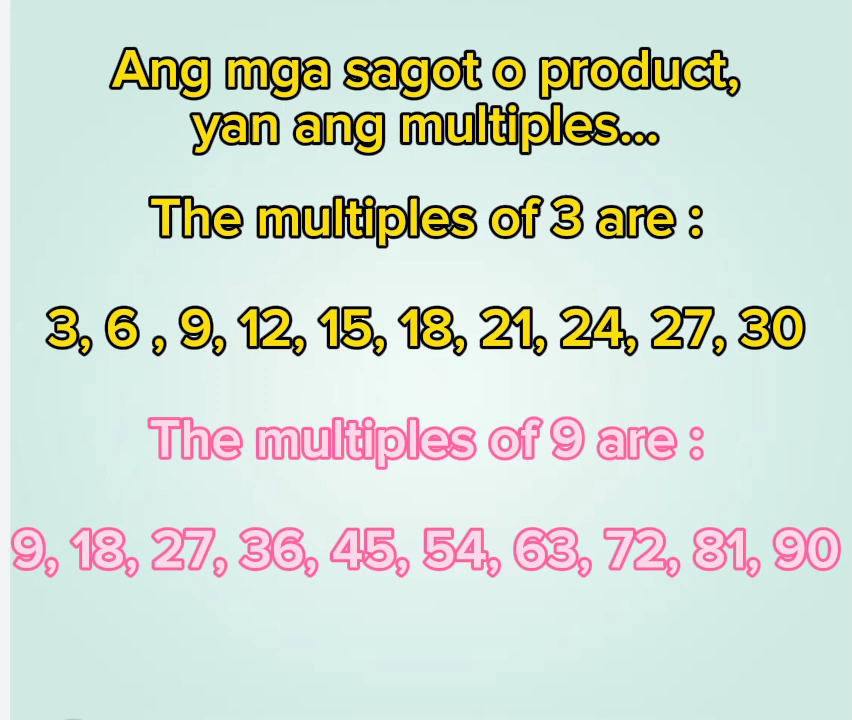 Ang mga sagot o product,
yan ang multiples...
The multiples of 3 are :
3, 6 , 9, 12, 15, 18, 21, 24, 27, 30
The multiples of 9 are :
9, 18, 27, 36, 45, 54, 63, 72, 81, 90